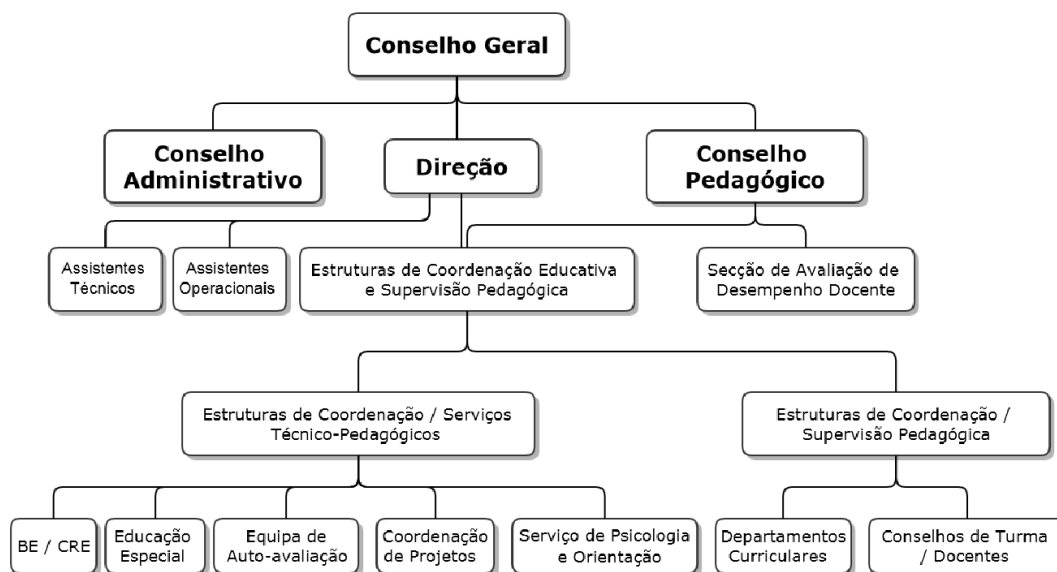 Conselho Geral
Conselho
Administrativo
Direção
Conselho
Pedagógico
Assistentes
Técnicos
Assistentes
Operacionais
Estruturas de Coordenação Educativa
e Supervisão Pedagógica
Secção de Avaliação de
Desempenho Docente
Estruturas de Coordenação / Serviços
Técnico-Pedagógicos
Estruturas de Coordenação /
Supervisão Pedagógica
BE / CRE
Educação
Especial
Equipa de
Auto-avaliação
Coordenação
de Projetos
Serviço de Psicologia
e Orientação
Departamentos
Curriculares
Conselhos de Turma
/ Docentes